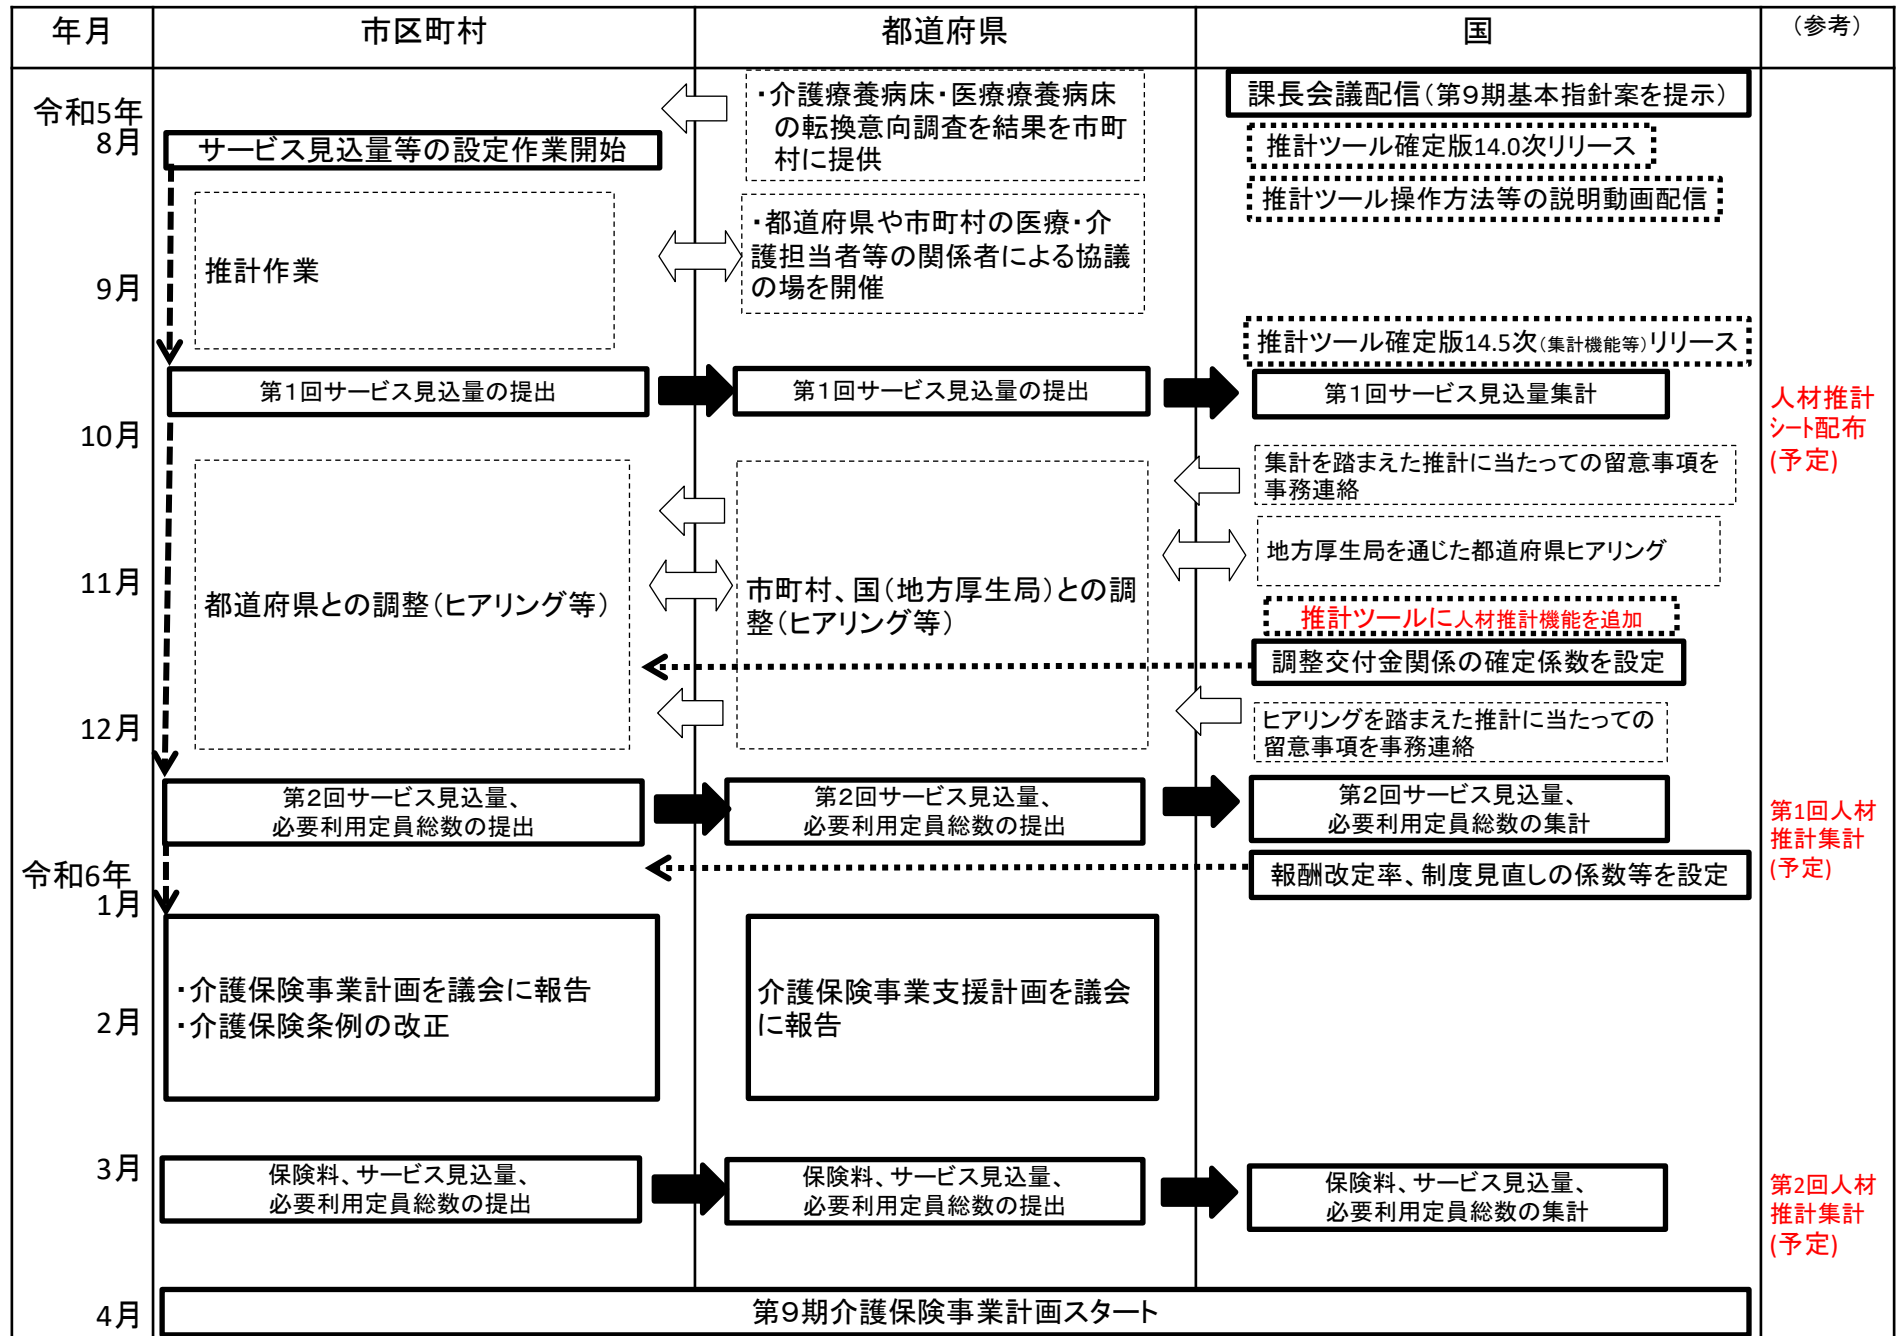 年月
市区町村
都道府県
国
（参考）
令和5年
8月
サービス見込量等の設定作業開始
・介護療養病床・医療療養病床
の転換意向調査を結果を市町
村に提供
課長会議配信（第９期基本指針案を提示）
推計ツール確定版14.0次リリース
推計ツール操作方法等の説明動画配信
9月
推計作業
・都道府県や市町村の医療・介
護担当者等の関係者による協議
の場を開催
推計ツール確定版14.5次（集計機能等）リリース
第１回サービス見込量の提出
第１回サービス見込量の提出
第１回サービス見込量集計
人材推計
シート配布
(予定)
10月
集計を踏まえた推計に当たっての留意事項を
事務連絡
地方厚生局を通じた都道府県ヒアリング
11月
都道府県との調整（ヒアリング等）
市町村、国（地方厚生局）との調
整（ヒアリング等）
推計ツールに人材推計機能を追加
調整交付金関係の確定係数を設定
12月
ヒアリングを踏まえた推計に当たっての
留意事項を事務連絡
第２回サービス見込量、
必要利用定員総数の提出
第２回サービス見込量、
必要利用定員総数の提出
第２回サービス見込量、
必要利用定員総数の集計
第1回人材
推計集計
(予定)
令和6年
1月
報酬改定率、制度見直しの係数等を設定
2月
・介護保険事業計画を議会に報告
・介護保険条例の改正
介護保険事業支援計画を議会
に報告
3月
保険料、サービス見込量、
必要利用定員総数の提出
保険料、サービス見込量、
必要利用定員総数の提出
保険料、サービス見込量、
必要利用定員総数の集計
第2回人材
推計集計
(予定)
4月
第９期介護保険事業計画スタート